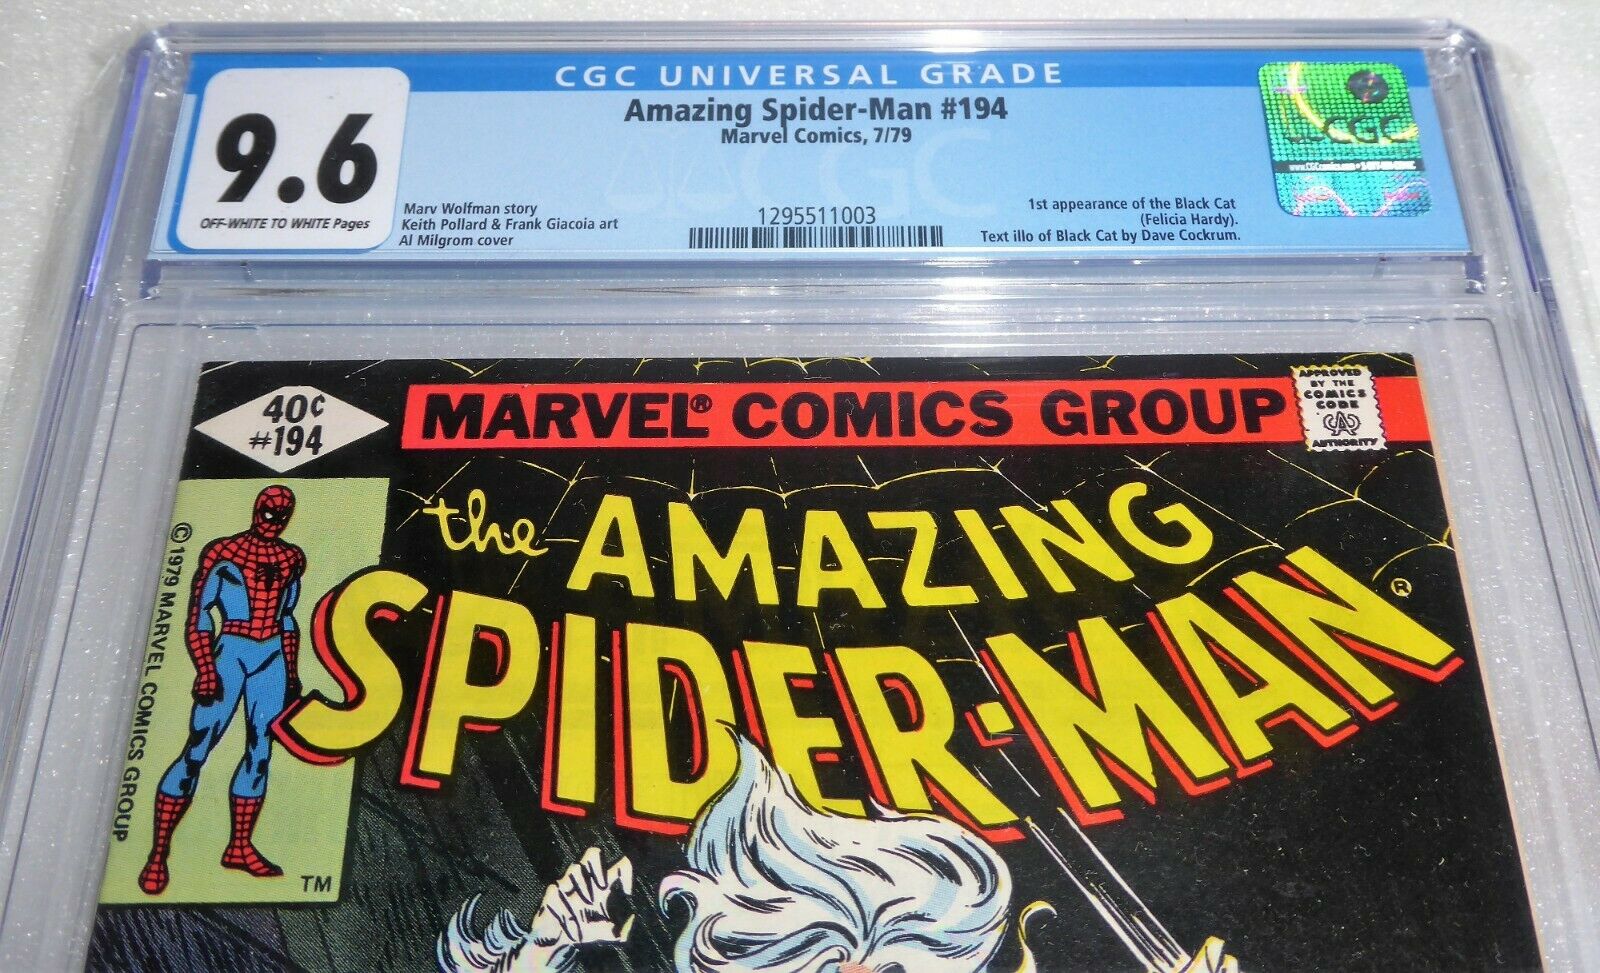 CGC UNIVERSAL GRADE
Amazing Spider-Man #194
Marvel Comics, 7/79
9.6
OFF-WHITE TO WHITE Pages
Marv Wolfman story
Keith Pollard & Frank Giacoia art
Al Milgrom cover
1295511003
1st appearance of the Black Cat
(Felicia Hardy).
Text illo of Black Cat by Dave Cockrum.
CGC
CGC
40¢
#194
MARVEL® COMICS GROUP
APPROVED
BY THE
COMICS
CODE
CA
AUTHORITY
the AMAZING
SPIDER-MAN®
© 1979 MARVEL COMICS GROUP
TM